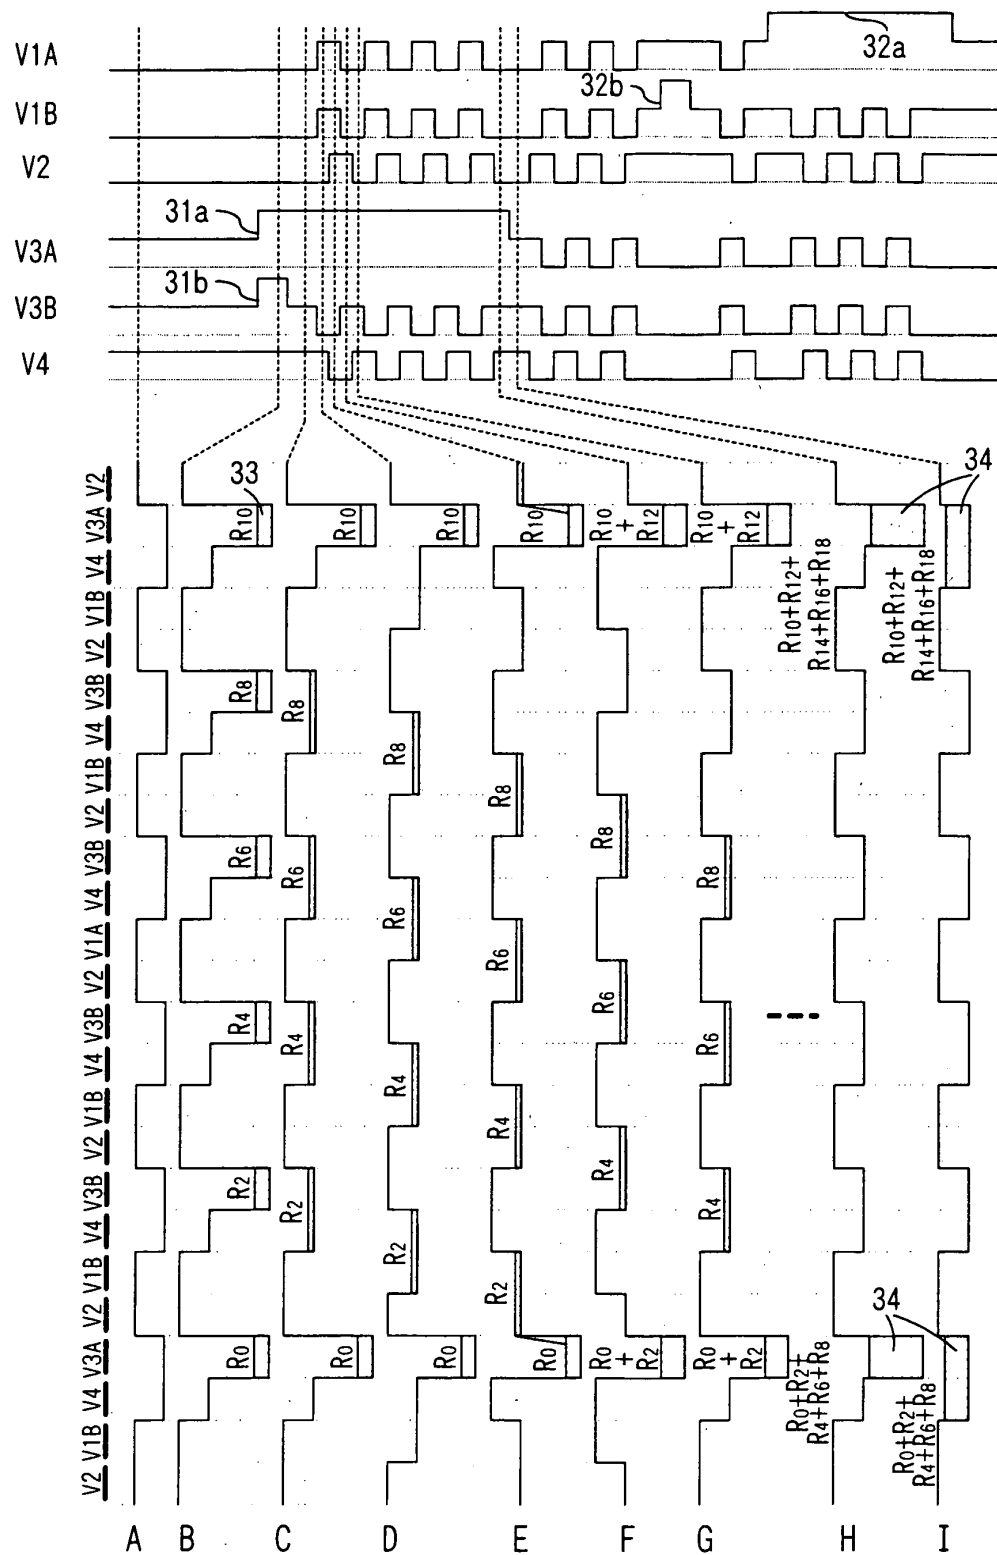 V1A
32a
32b
V1B
V2
31a
V3A
31b
V3B
V4
33
34
V2
V3A
V4
V1B
V2
V3B
V4
V1B
V2
V3B
V4
V1A
V2
V3B
V4
V1B
V2
V3B
V4
V1B
V2
V3A
V4
V1B
V2
R10
R10
R10
R10
R10
+
R12
R10
+
R12
R10+R12+
R14+R16+R18
R10+R12+
R14+R16+R18
R8
R8
R8
R8
R8
R8
R6
R6
R6
R6
R6
R6
R4
R4
R4
R4
R4
R4
R2
R2
R2
R2
34
R0
R0
R0
R0
R0
+
R2
R0
+
R2
R0+R2+
R4+R6+R8
R0+R2+
R4+R6+R8
A B C D E F G H I